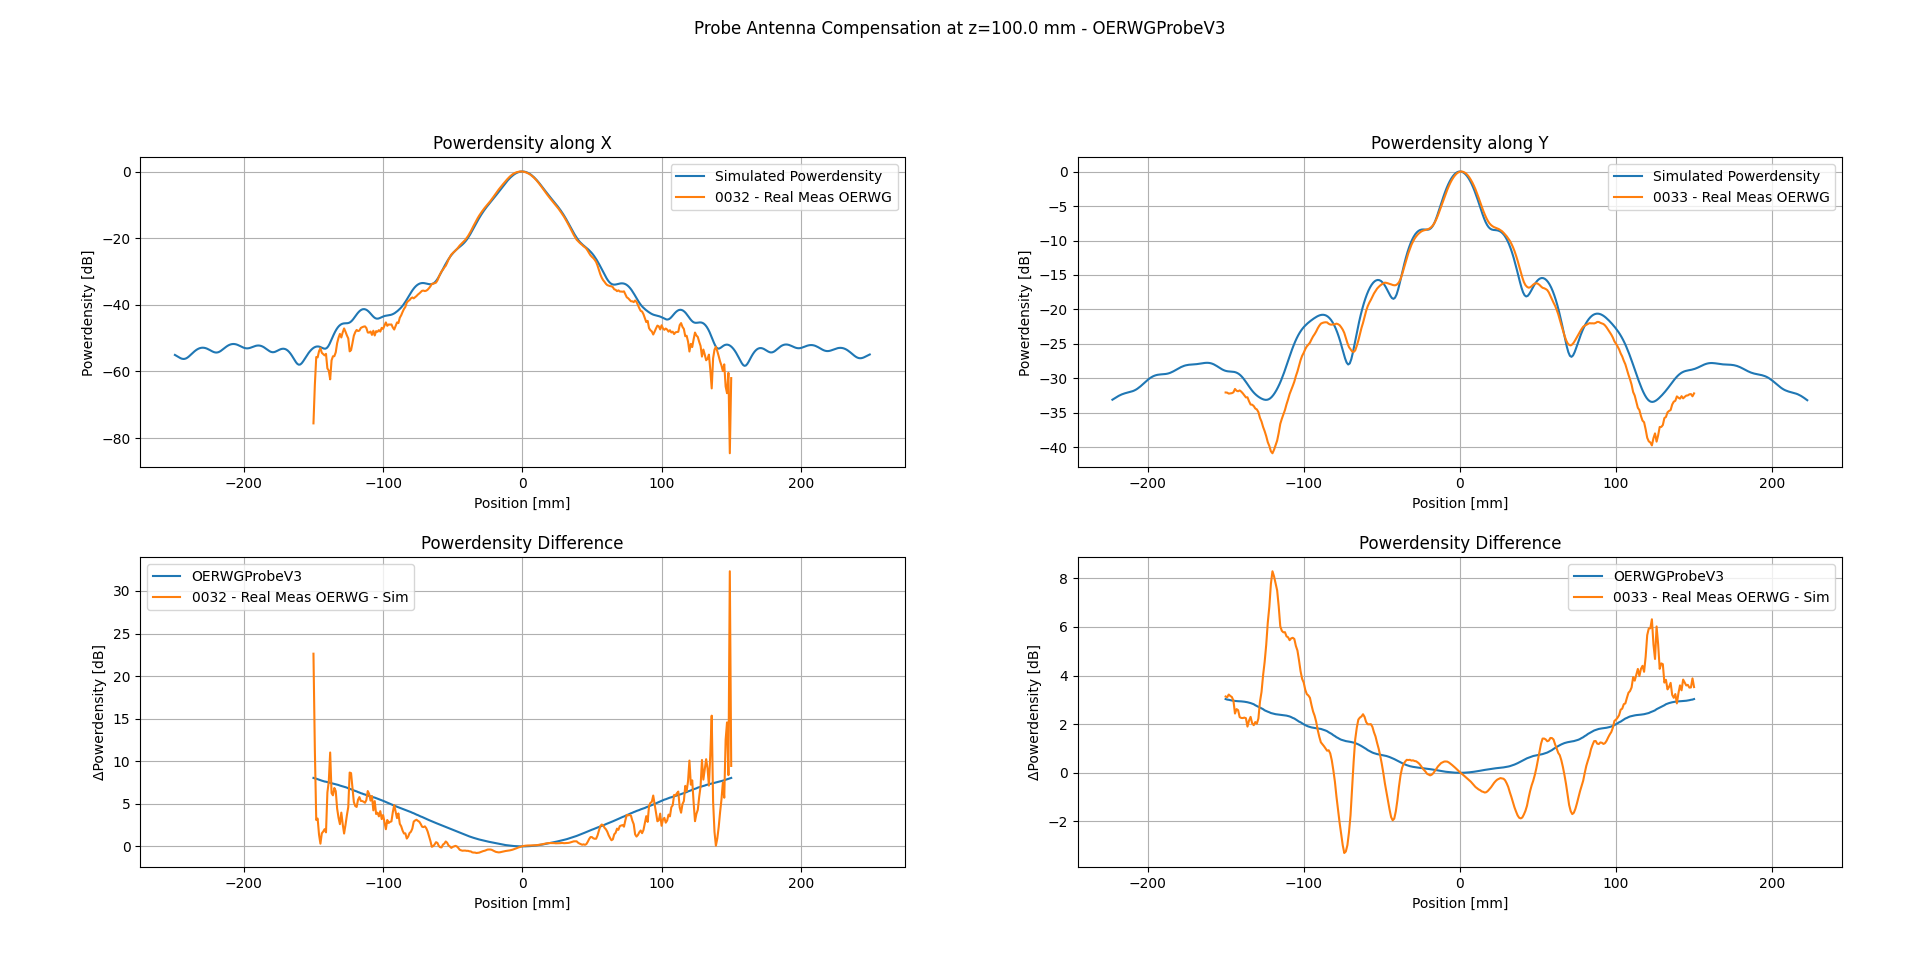 Probe Antenna Compensation at z=100.0 mm - OERWGProbeV3
Powerdensity along X
Powerdensity [dB]
0
−20
−40
−60
−80
Simulated Powerdensity
0032 - Real Meas OERWG
−200 −100 0 100 200
Position [mm]
Powerdensity along Y
Powerdensity [dB]
0
−5
−10
−15
−20
−25
−30
−35
−40
Simulated Powerdensity
0033 - Real Meas OERWG
−200 −100 0 100 200
Position [mm]
Powerdensity Difference
ΔPowerdensity [dB]
30
25
20
15
10
5
0
OERWGProbeV3
0032 - Real Meas OERWG - Sim
−200 −100 0 100 200
Position [mm]
Powerdensity Difference
ΔPowerdensity [dB]
8
6
4
2
0
−2
OERWGProbeV3
0033 - Real Meas OERWG - Sim
−200 −100 0 100 200
Position [mm]